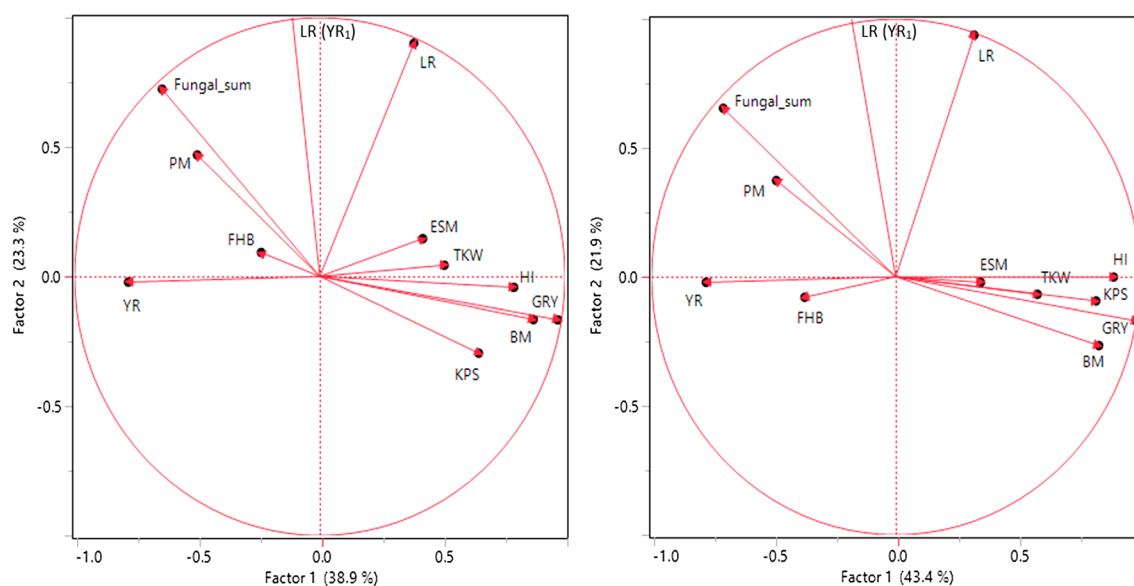 LR (YR₁)
LR
Fungal_sum
PM
ESM
FHB
TKW
HI
YR
GRY
BM
KPS
0.5
0.0
-0.5
Factor 2 (23.3 %)
-1.0
-0.5
0.0
0.5
Factor 1 (38.9 %)
LR (YR₁)
LR
Fungal_sum
PM
ESM
HI
TKW
KPS
YR
FHB
GRY
BM
0.5
0.0
-0.5
Factor 2 (21.9 %)
-1.0
-0.5
0.0
0.5
Factor 1 (43.4 %)